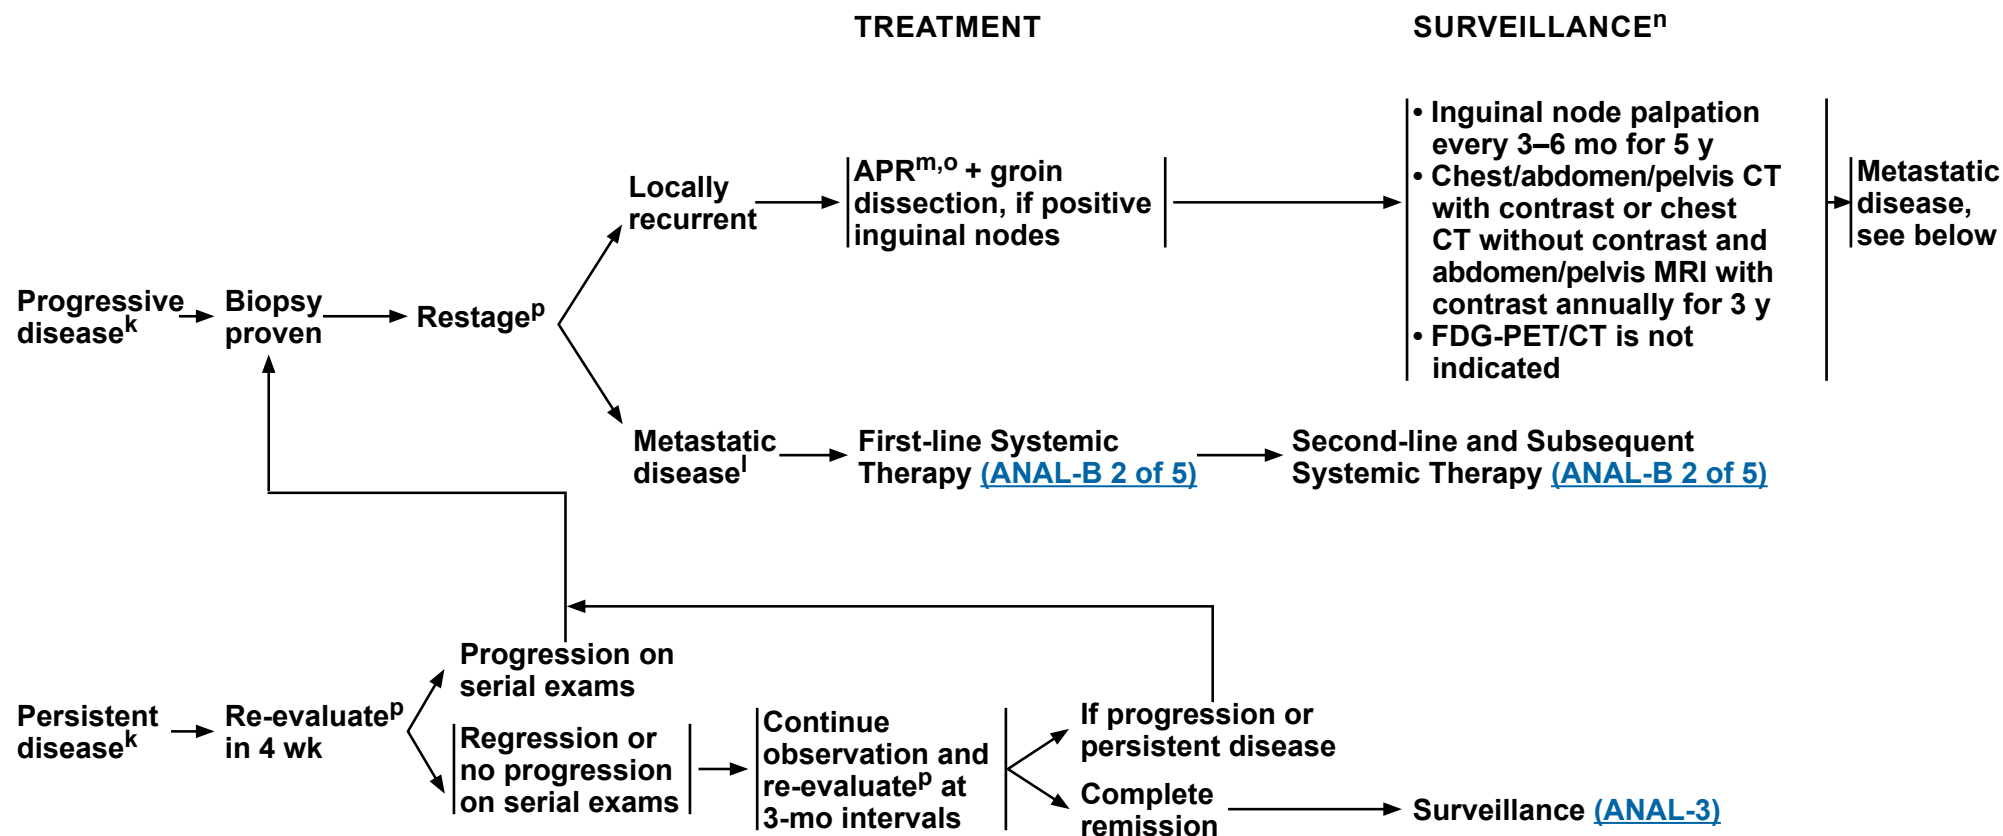 TREATMENT
SURVEILLANCEⁿ
Progressive
diseaseᵏ
Biopsy
proven
Restageᵖ
Locally
recurrent
APRᵐ,ᵒ + groin
dissection, if positive
inguinal nodes
• Inguinal node palpation
every 3–6 mo for 5 y
• Chest/abdomen/pelvis CT
with contrast or chest
CT without contrast and
abdomen/pelvis MRI with
contrast annually for 3 y
• FDG-PET/CT is not
indicated
Metastatic
disease,
see below
Metastatic
diseaseˡ
First-line Systemic
Therapy (ANAL-B 2 of 5)
Second-line and Subsequent
Systemic Therapy (ANAL-B 2 of 5)
Persistent
diseaseᵏ
Re-evaluateᵖ
in 4 wk
Progression on
serial exams
Regression or
no progression
on serial exams
Continue
observation and
re-evaluateᵖ at
3-mo intervals
If progression or
persistent disease
Complete
remission
Surveillance (ANAL-3)